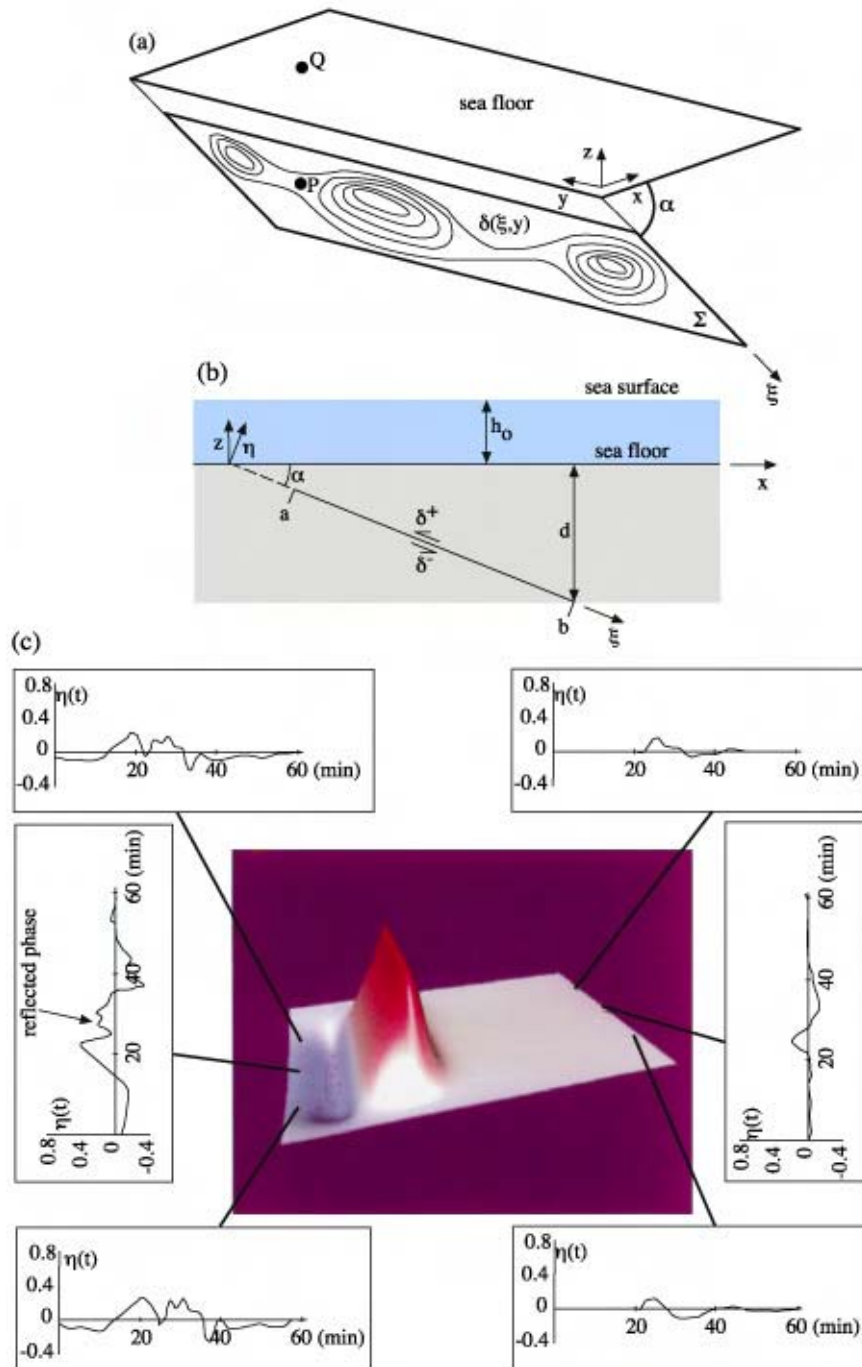 (a)
Q
sea floor
z
y
x
α
P
δ(ξ,y)
Σ
ξ
(b)
sea surface
h₀
z
η
sea floor
α
x
a
δ⁺
δ⁻
d
b
ξ
(c)
0.8
η(t)
0.4
0
-0.4
20
40
60 (min)
0.8
η(t)
0.4
0
-0.4
20
40
60 (min)
reflected phase
60 (min)
40
20
η(t)
0.8
0.4
0
-0.4
60 (min)
40
20
η(t)
0.8
0.4
0
-0.4
0.8
η(t)
0.4
0
-0.4
20
40
60 (min)
0.8
η(t)
0.4
0
-0.4
20
40
60 (min)